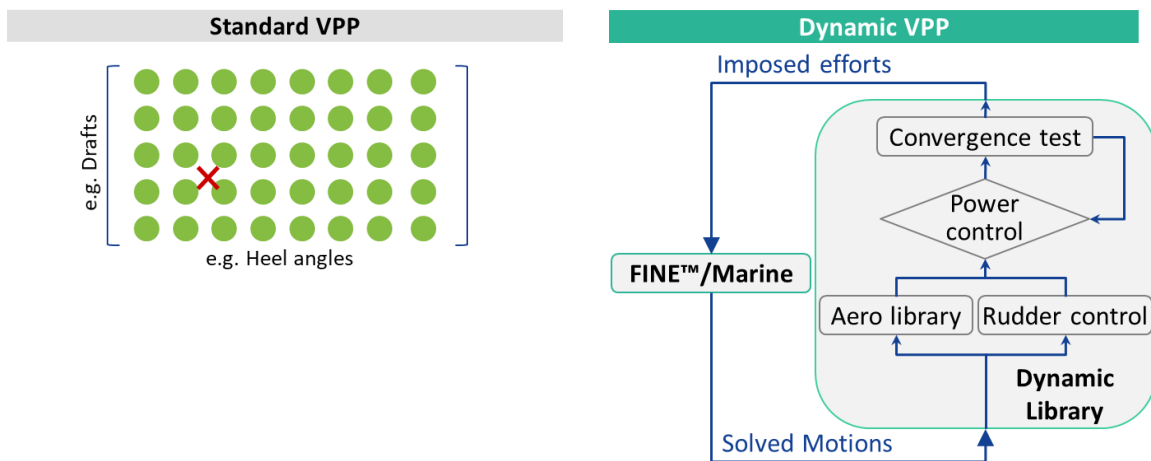 Standard VPP
e.g. Drafts
e.g. Heel angles
Dynamic VPP
Imposed efforts
Convergence test
Power
control
FINE™/Marine
Aero library
Rudder control
Dynamic
Library
Solved Motions